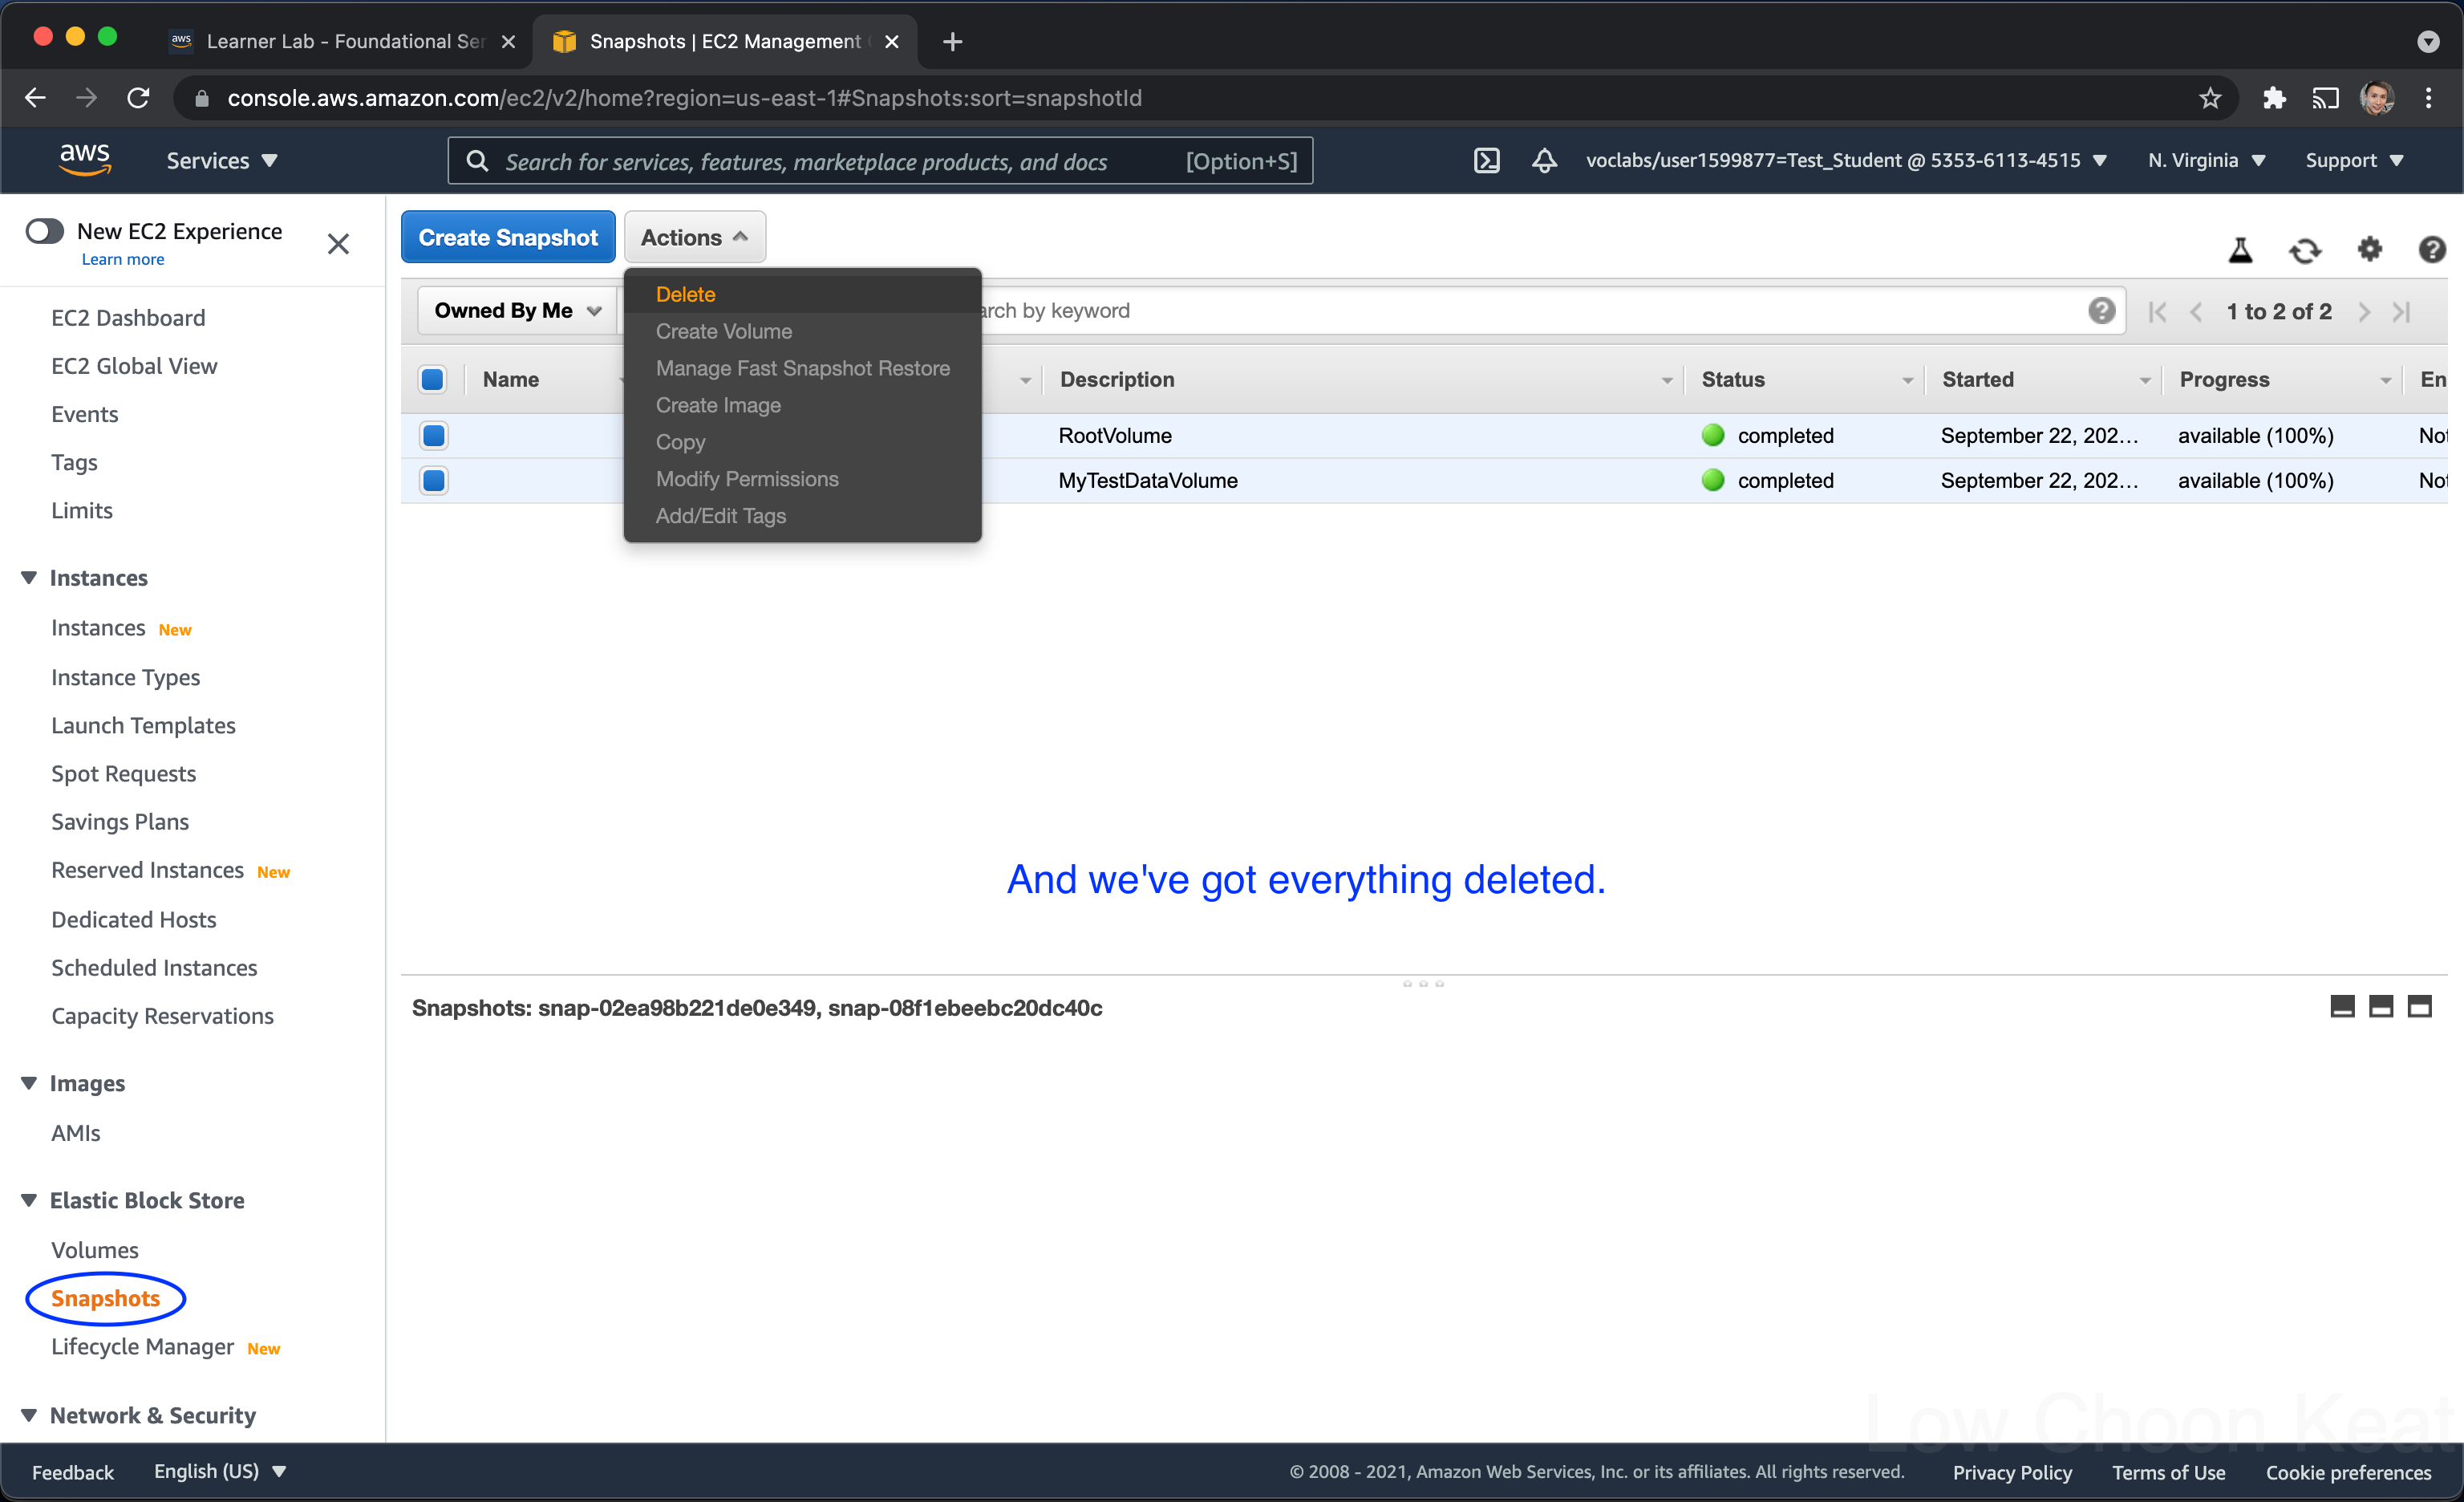 aws Learner Lab - Foundational Ser
Snapshots | EC2 Management
console.aws.amazon.com/ec2/v2/home?region=us-east-1#Snapshots:sort=snapshotId
aws
Services
Search for services, features, marketplace products, and docs [Option+S]
voclabs/user1599877=Test_Student @ 5353-6113-4515
N. Virginia
Support
New EC2 Experience
Learn more
EC2 Dashboard
EC2 Global View
Events
Tags
Limits
Instances
Instances New
Instance Types
Launch Templates
Spot Requests
Savings Plans
Reserved Instances New
Dedicated Hosts
Scheduled Instances
Capacity Reservations
Images
AMIs
Elastic Block Store
Volumes
Snapshots
Lifecycle Manager New
Network & Security
Create Snapshot Actions
Delete
Create Volume
Manage Fast Snapshot Restore
Create Image
Copy
Modify Permissions
Add/Edit Tags
Owned By Me arch by keyword 1 to 2 of 2
Name Description Status Started Progress En
RootVolume completed September 22, 202... available (100%) Not
MyTestDataVolume completed September 22, 202... available (100%) Not
And we've got everything deleted.
Snapshots: snap-02ea98b221de0e349, snap-08f1ebeebc20dc40c
Low Choon Keat
Feedback English (US) © 2008 - 2021, Amazon Web Services, Inc. or its affiliates. All rights reserved. Privacy Policy Terms of Use Cookie preferences